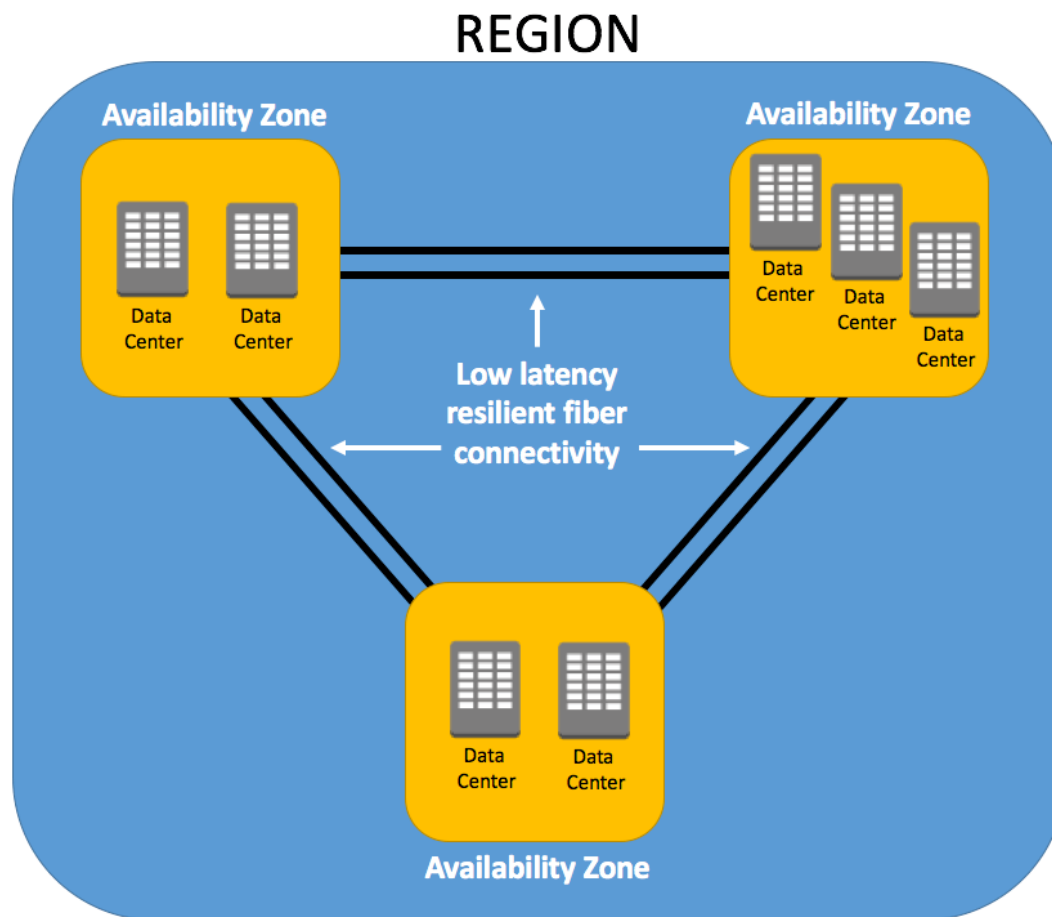 REGION
Availability Zone
Availability Zone
Data
Center
Data
Center
Data
Center
Data
Center
Data
Center
Low latency
resilient fiber
connectivity
Data
Center
Data
Center
Availability Zone